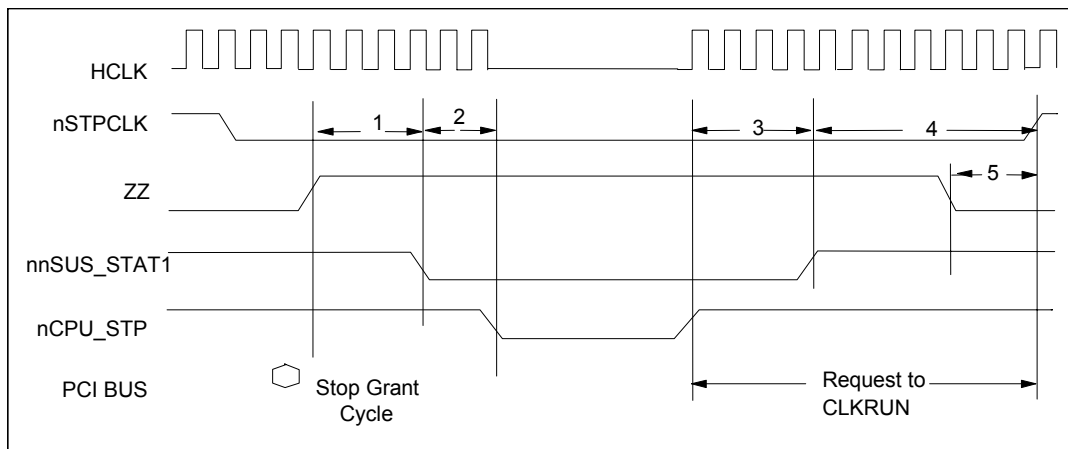 HCLK
nSTPCLK
1
2
3
4
ZZ
5
nnSUS_STAT1
nCPU_STP
PCI BUS
Stop Grant
Cycle
Request to
CLKRUN